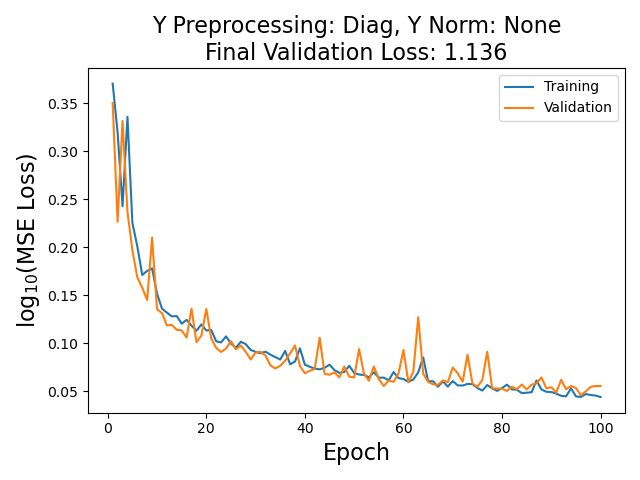 Y Preprocessing: Diag, Y Norm: None
Final Validation Loss: 1.136
Training
Validation
log₁₀(MSE Loss)
0.35
0.30
0.25
0.20
0.15
0.10
0.05
0 20 40 60 80 100
Epoch